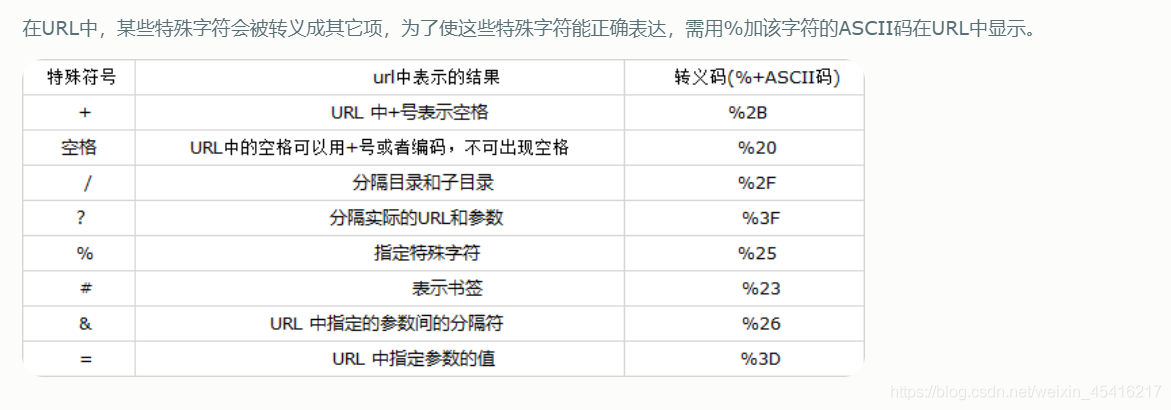 在URL中，某些特殊字符会被转义成其它项，为了使这些特殊字符能正确表达，需用%加该字符的ASCII码在URL中显示。
特殊符号 url中表示的结果 转义码(%+ASCII码)
+ URL 中+号表示空格 %2B
空格 URL中的空格可以用+号或者编码，不可出现空格 %20
/ 分隔目录和子目录 %2F
? 分隔实际的URL和参数 %3F
% 指定特殊字符 %25
# 表示书签 %23
& URL 中指定的参数间的分隔符 %26
= URL 中指定参数的值 %3D
https://blog.csdn.net/weixin_45416217